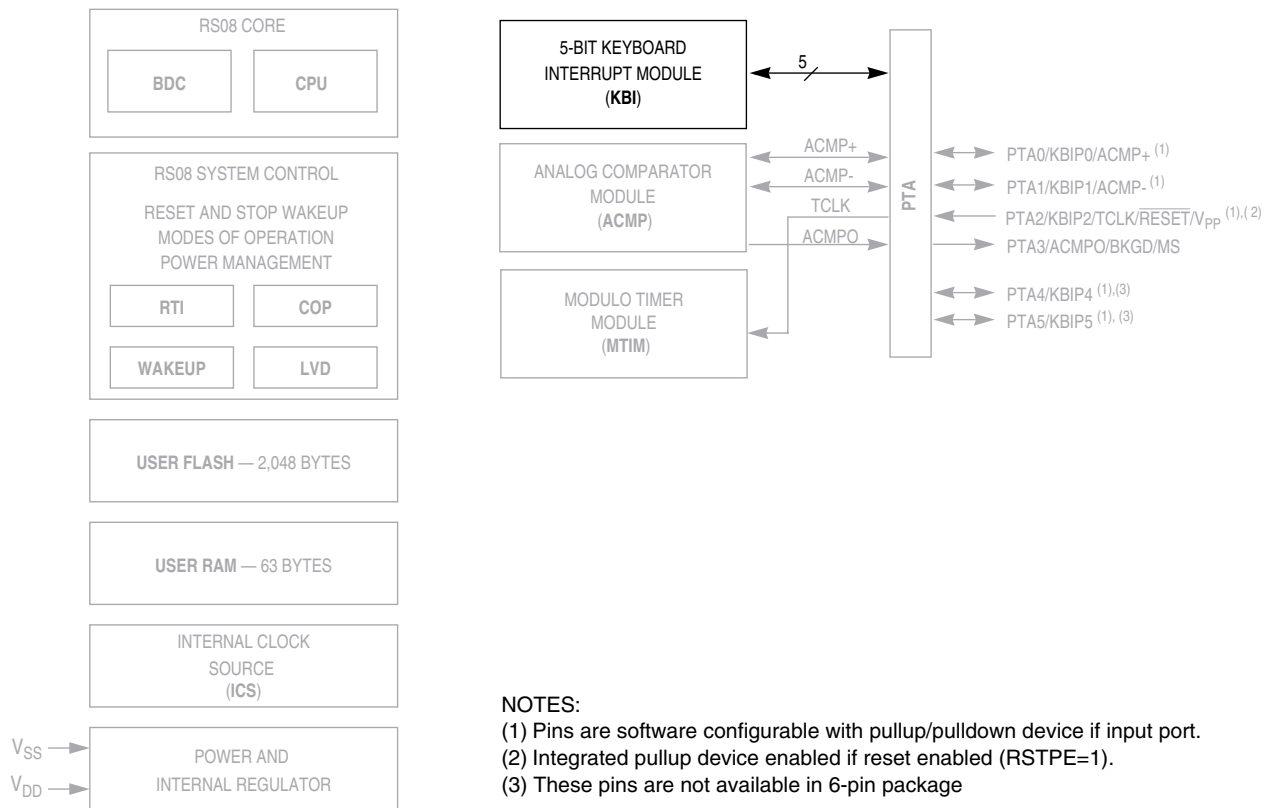 RS08 CORE
BDC
CPU
RS08 SYSTEM CONTROL
RESET AND STOP WAKEUP
MODES OF OPERATION
POWER MANAGEMENT
RTI
COP
WAKEUP
LVD
USER FLASH — 2,048 BYTES
USER RAM — 63 BYTES
INTERNAL CLOCK
SOURCE
(ICS)
VSS
VDD
POWER AND
INTERNAL REGULATOR
5-BIT KEYBOARD
INTERRUPT MODULE
(KBI)
5
ANALOG COMPARATOR
MODULE
(ACMP)
ACMP+
ACMP-
TCLK
ACMPO
MODULO TIMER
MODULE
(MTIM)
PTA
PTA0/KBIP0/ACMP+ (1)
PTA1/KBIP1/ACMP- (1)
PTA2/KBIP2/TCLK/RESET/VPP (1),( 2)
PTA3/ACMPO/BKGD/MS
PTA4/KBIP4 (1),(3)
PTA5/KBIP5 (1), (3)
NOTES:
(1) Pins are software configurable with pullup/pulldown device if input port.
(2) Integrated pullup device enabled if reset enabled (RSTPE=1).
(3) These pins are not available in 6-pin package